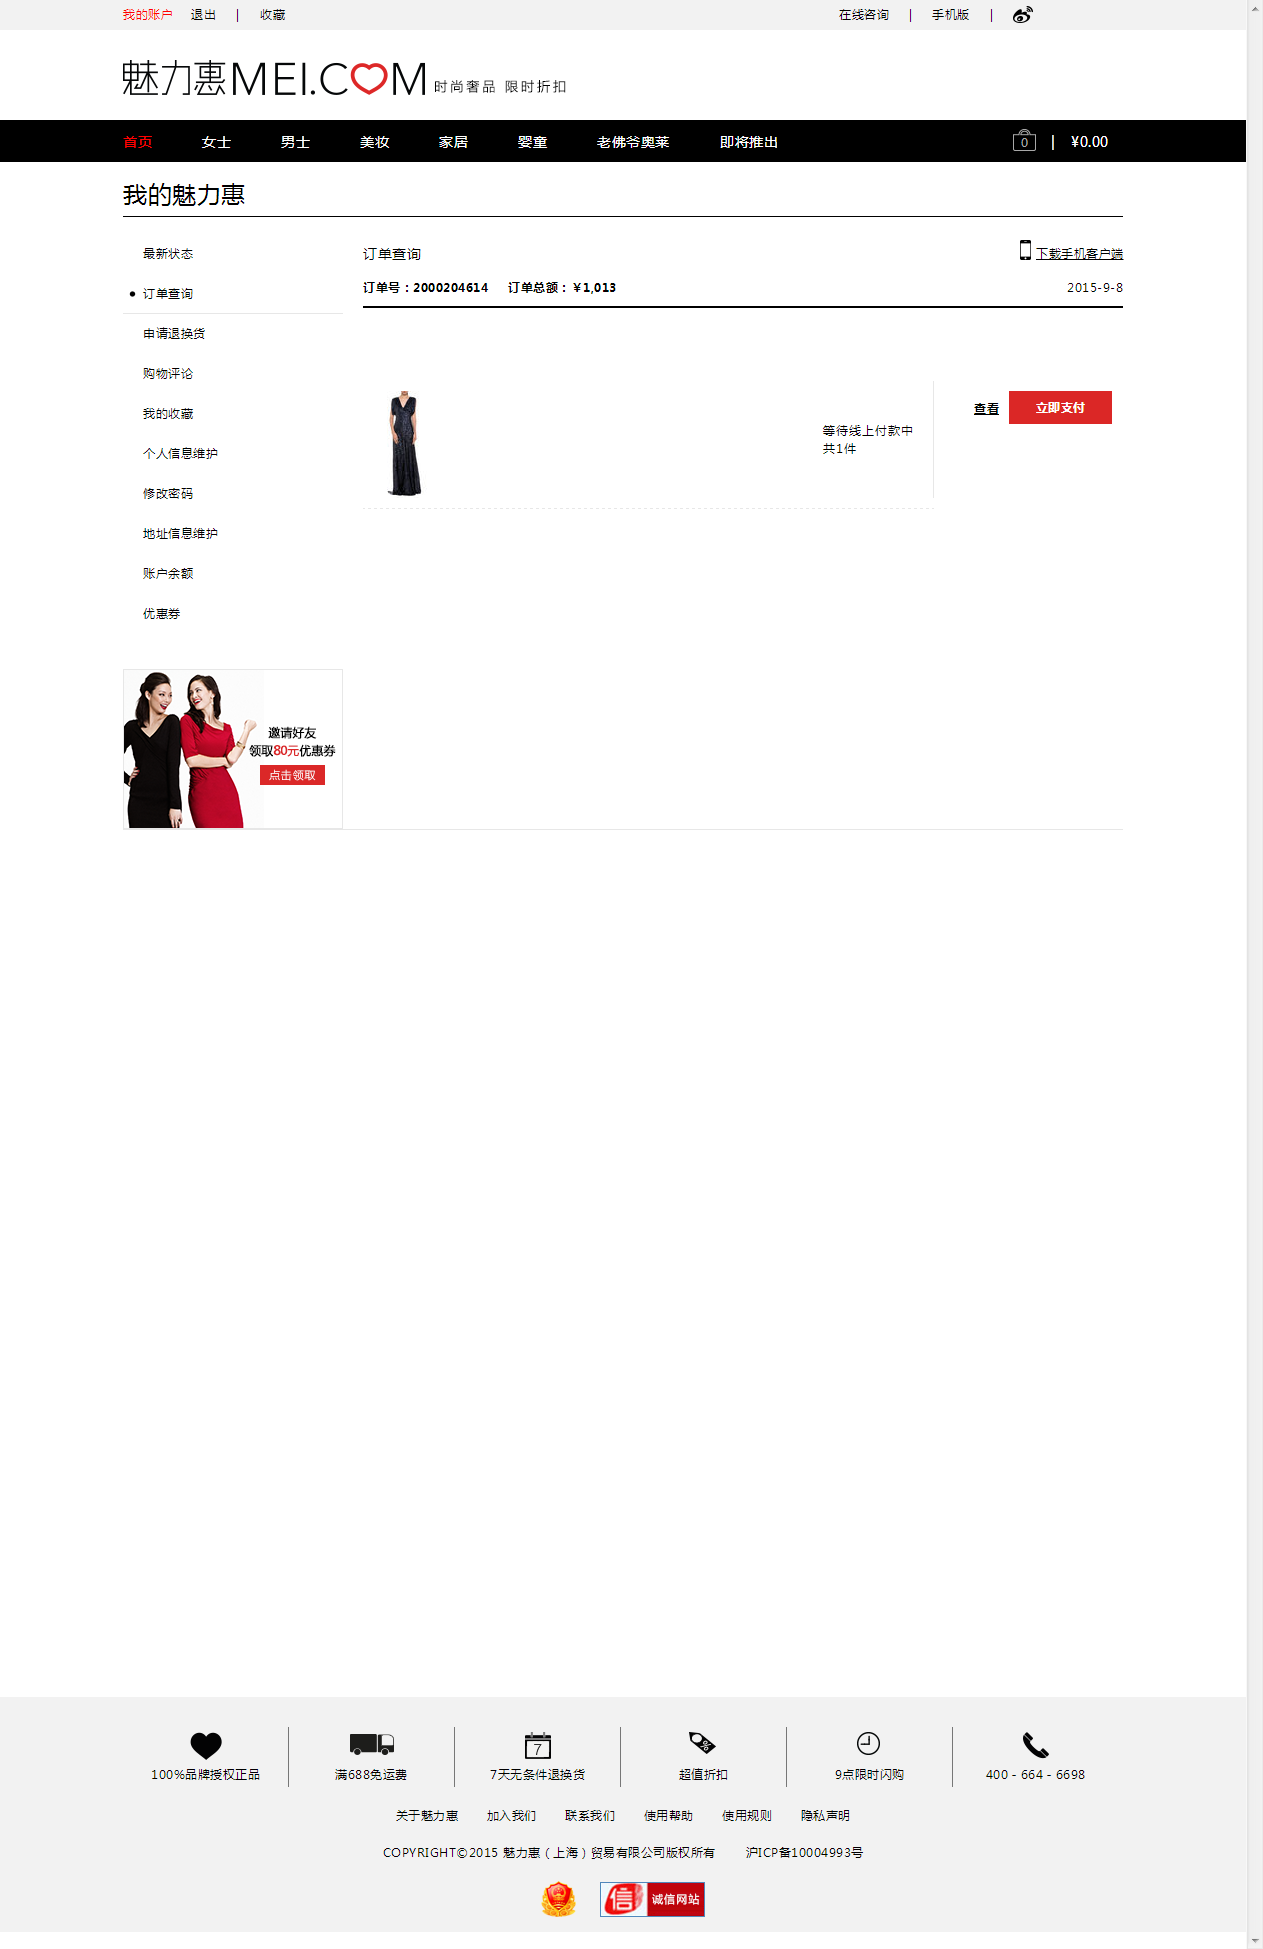 我的账户 退出 | 收藏 在线咨询 | 手机版 |
魅力惠MEI.COM 时尚奢品 限时折扣
首页 女士 男士 美妆 家居 婴童 老佛爷奥莱 即将推出 0 | ¥0.00
我的魅力惠
最新状态
订单查询
申请退换货
购物评论
我的收藏
个人信息维护
修改密码
地址信息维护
账户余额
优惠券
邀请好友
领取80元优惠券
点击领取
订单查询 下载手机客户端
订单号：2000204614 订单总额：￥1,013 2015-9-8
等待线上付款中
共1件
查看 立即支付
100%品牌授权正品 满688免运费 7 7天无条件退换货 % 超值折扣 9点限时闪购 400 - 664 - 6698
关于魅力惠 加入我们 联系我们 使用帮助 使用规则 隐私声明
COPYRIGHT©2015 魅力惠（上海）贸易有限公司版权所有 沪ICP备10004993号
信 诚信网站